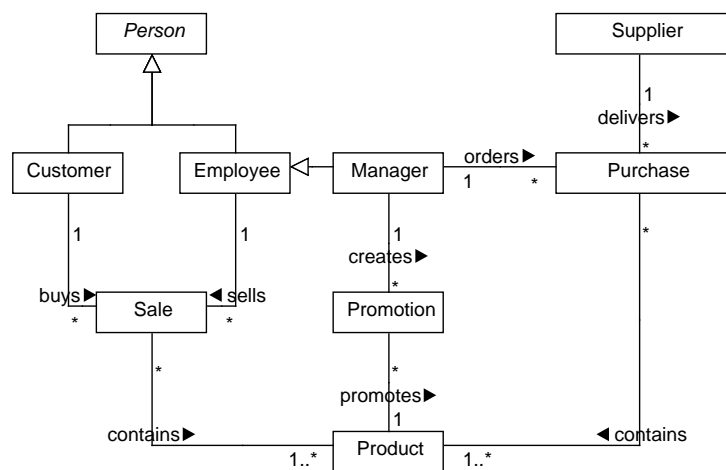 Person
Supplier
1
delivers
*
Customer
Employee
Manager
orders
1
*
Purchase
1
1
1
*
creates
*
buys
Sale
sells
*
*
Promotion
*
*
promotes
1
contains
1..*
Product
1..*
contains